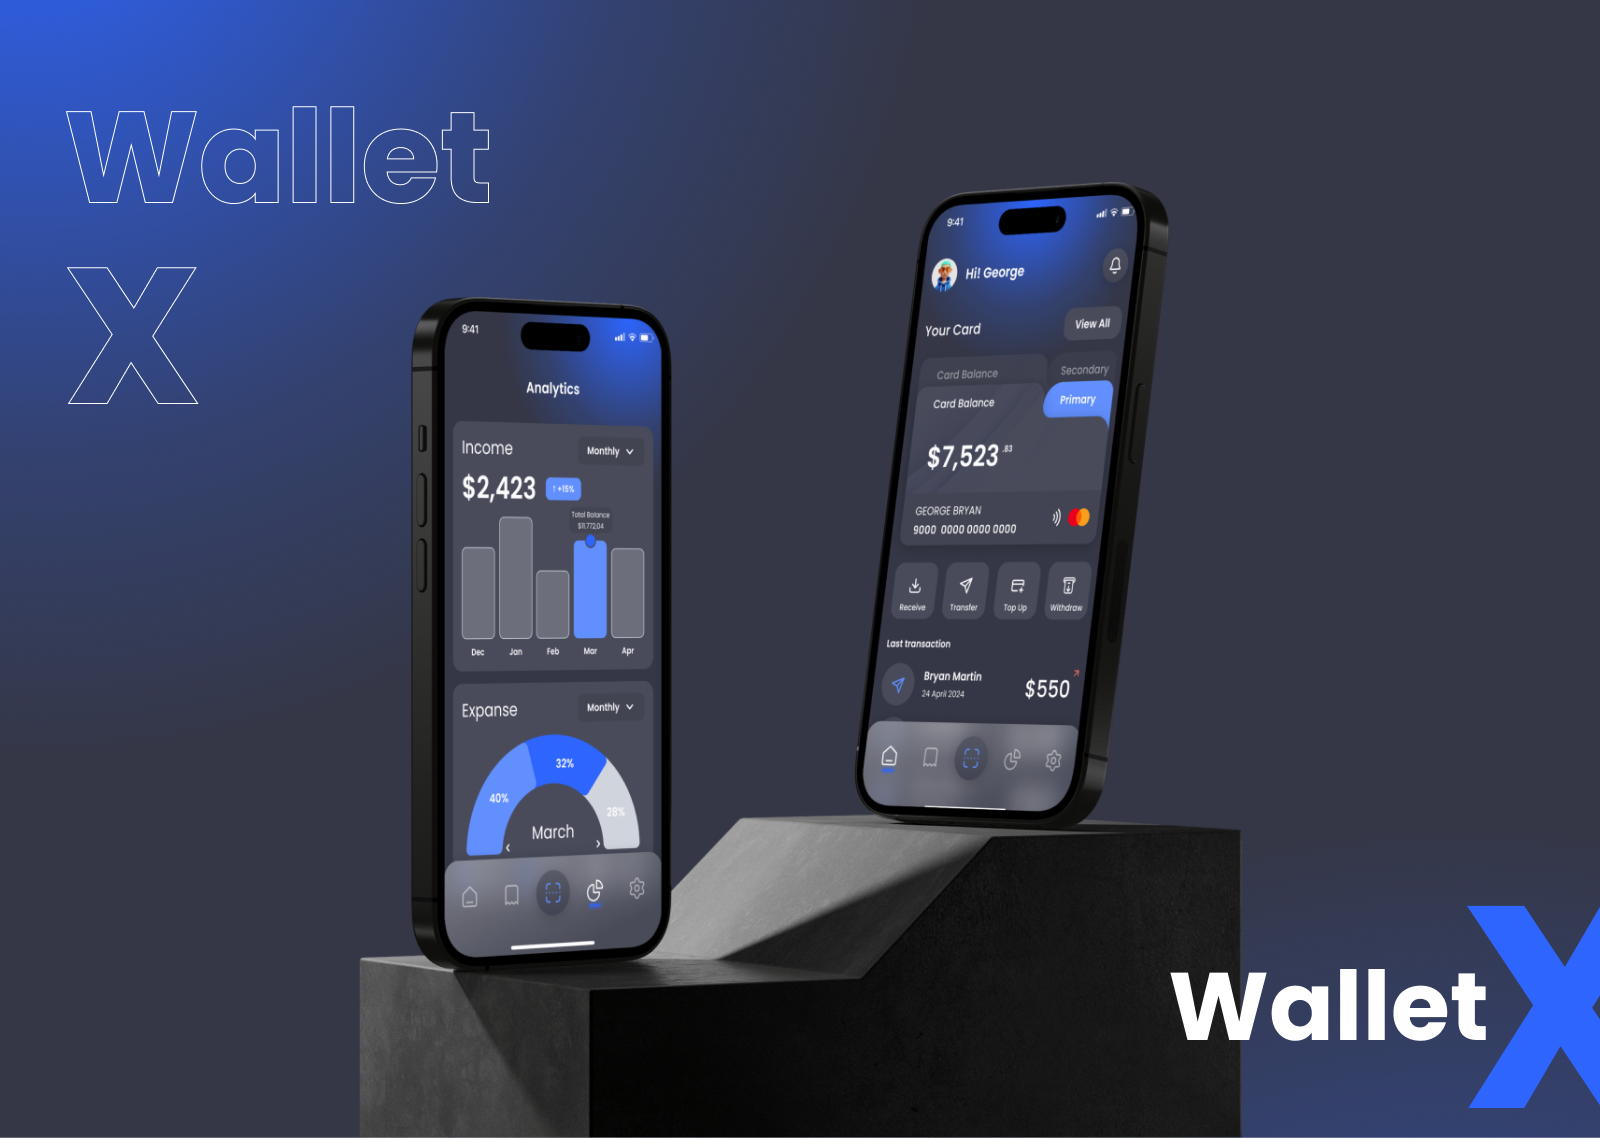 Wallet
X
9:41
Analytics
Income
Monthly
$2,423
↑ +15%
Total Balance
$11.772,04
Dec Jan Feb Mar Apr
Expanse
Monthly
32%
40%
28%
March
9:41
Hi! George
Your Card
View All
Card Balance
Secondary
Card Balance
Primary
$7,523.83
GEORGE BRYAN
9000 0000 0000 0000
Receive Transfer Top Up Withdraw
Last transaction
Bryan Martin
24 April 2024
$550
Wallet X